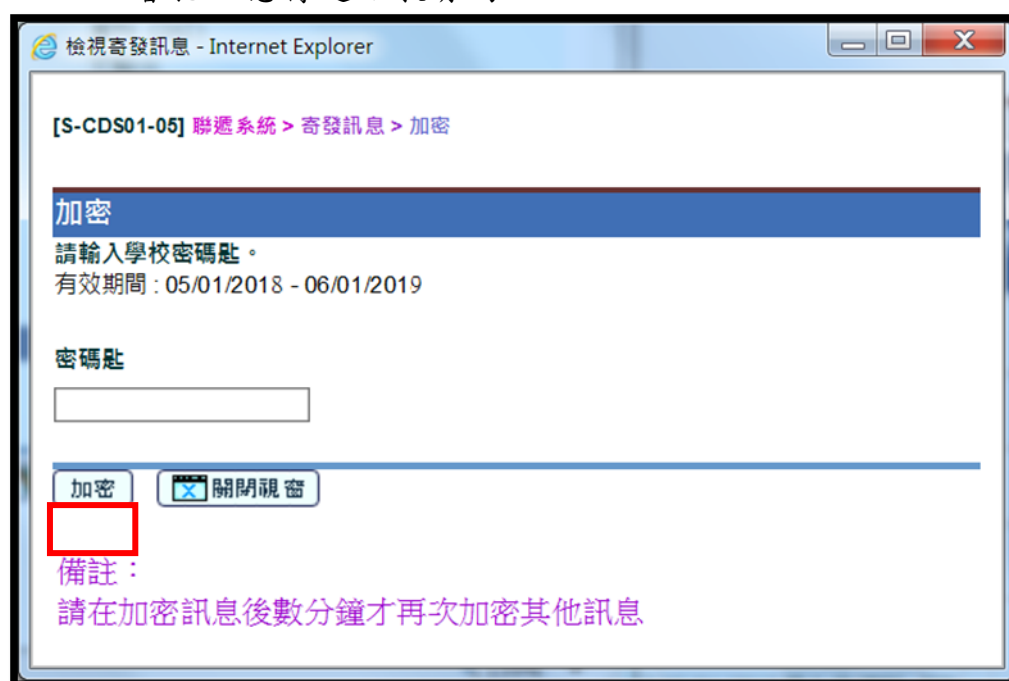 檢視寄發訊息 - Internet Explorer
[S-CDS01-05] 聯遞系統 > 寄發訊息 > 加密
加密
請輸入學校密碼匙。
有效期間 : 05/01/2018 - 06/01/2019
密碼匙
加密 關閉視窗
備註：
請在加密訊息後數分鐘才再次加密其他訊息